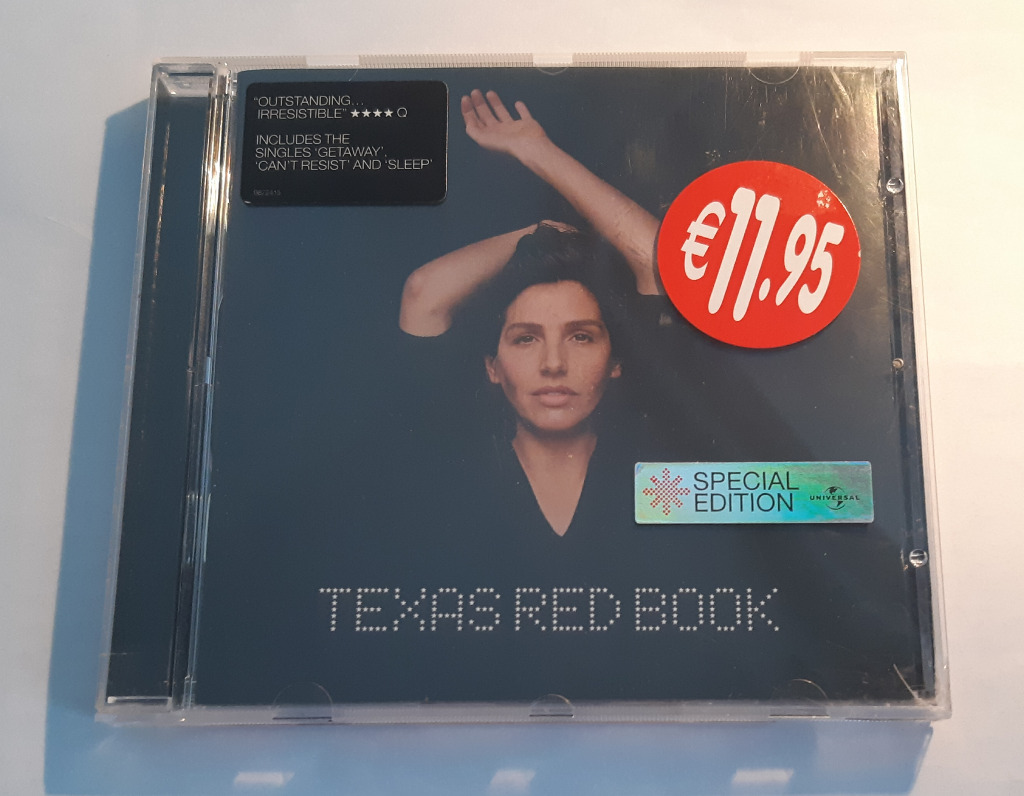 “OUTSTANDING...
IRRESISTIBLE” ★★★★ Q
INCLUDES THE
SINGLES ‘GETAWAY’,
‘CAN’T RESIST’ AND ‘SLEEP’
€11.95
SPECIAL
EDITION
UNIVERSAL
TEXAS RED BOOK